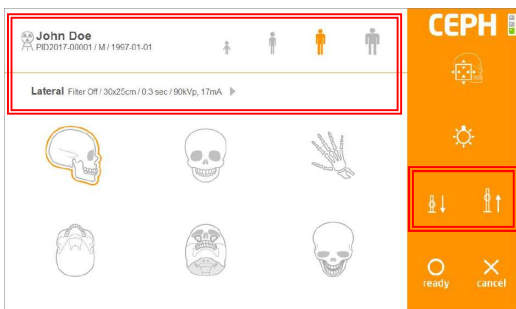 John Doe
PID2017-00001 / M / 1997-01-01
CEPH
Lateral Filter Off / 30x25cm / 0.3 sec / 90kVp, 17mA
ready
cancel